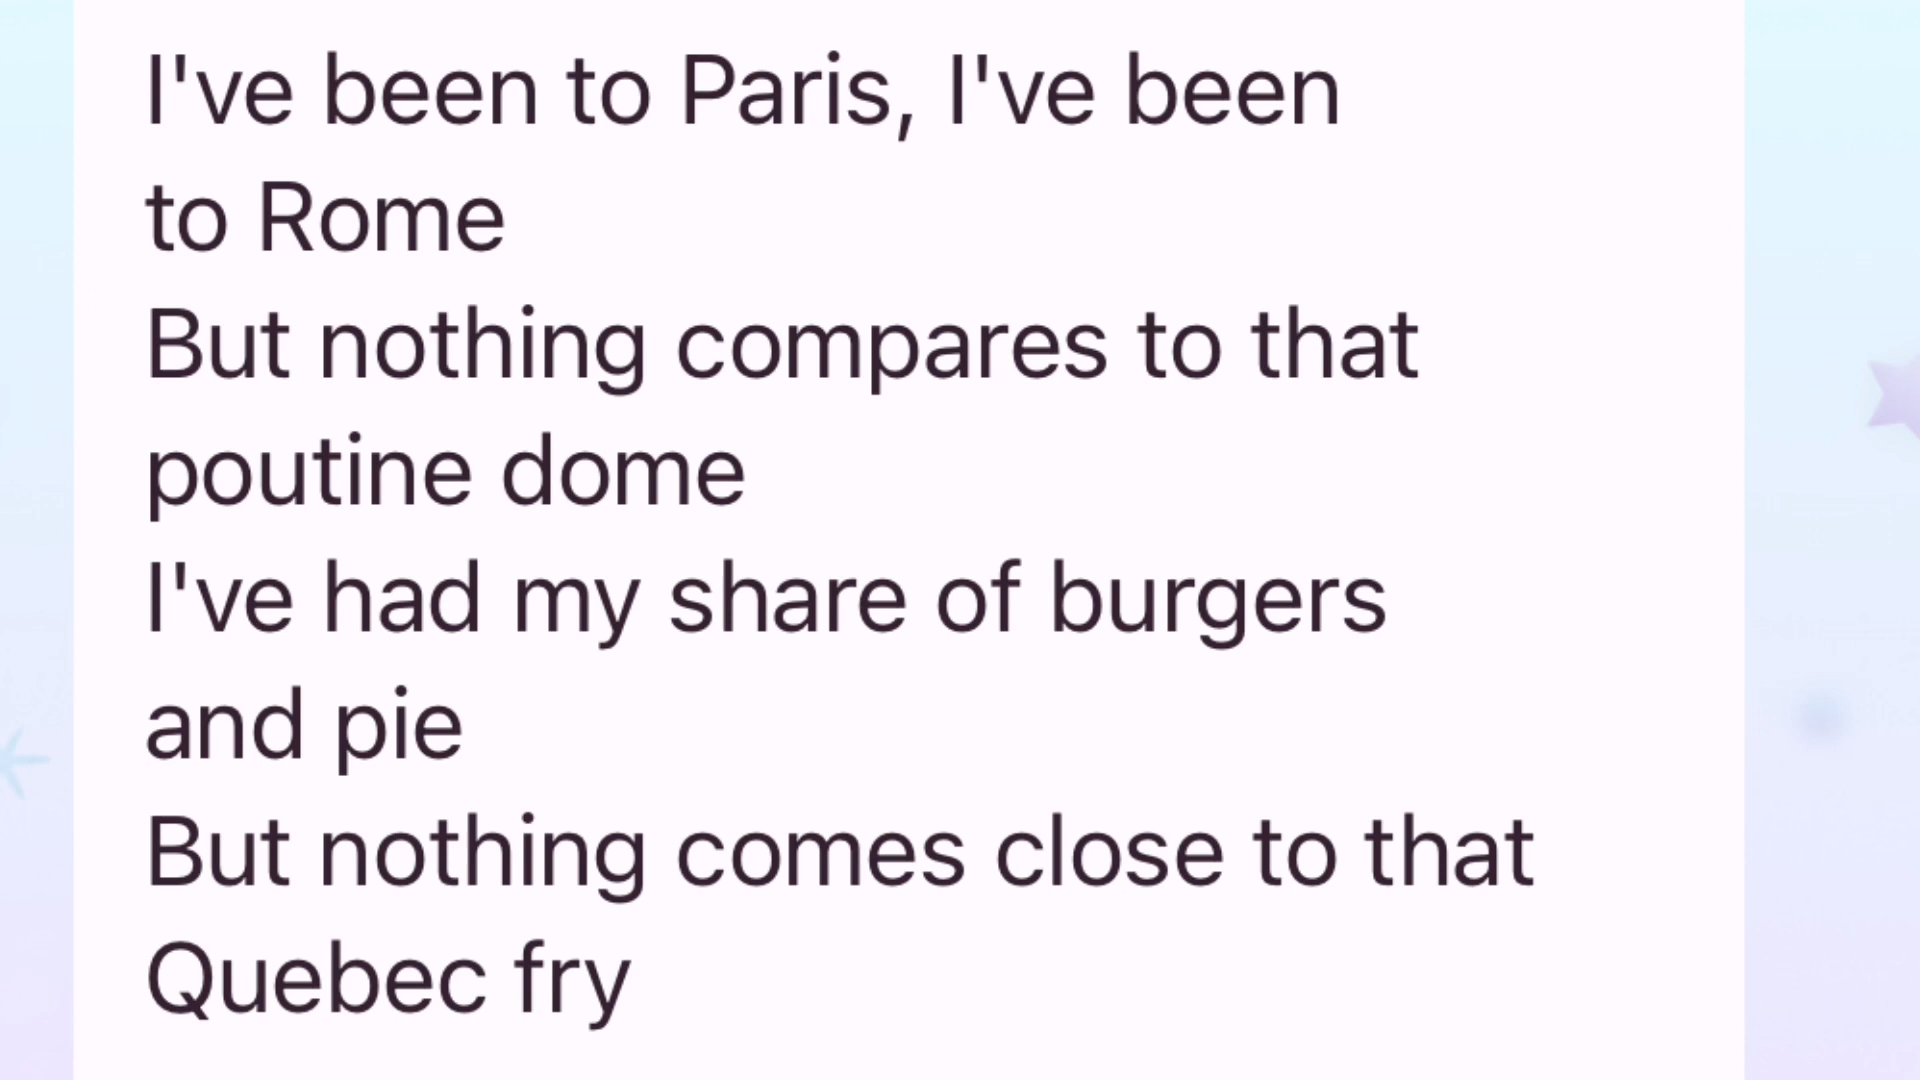 I've been to Paris, I've been
to Rome
But nothing compares to that
poutine dome
I've had my share of burgers
and pie
But nothing comes close to that
Quebec fry